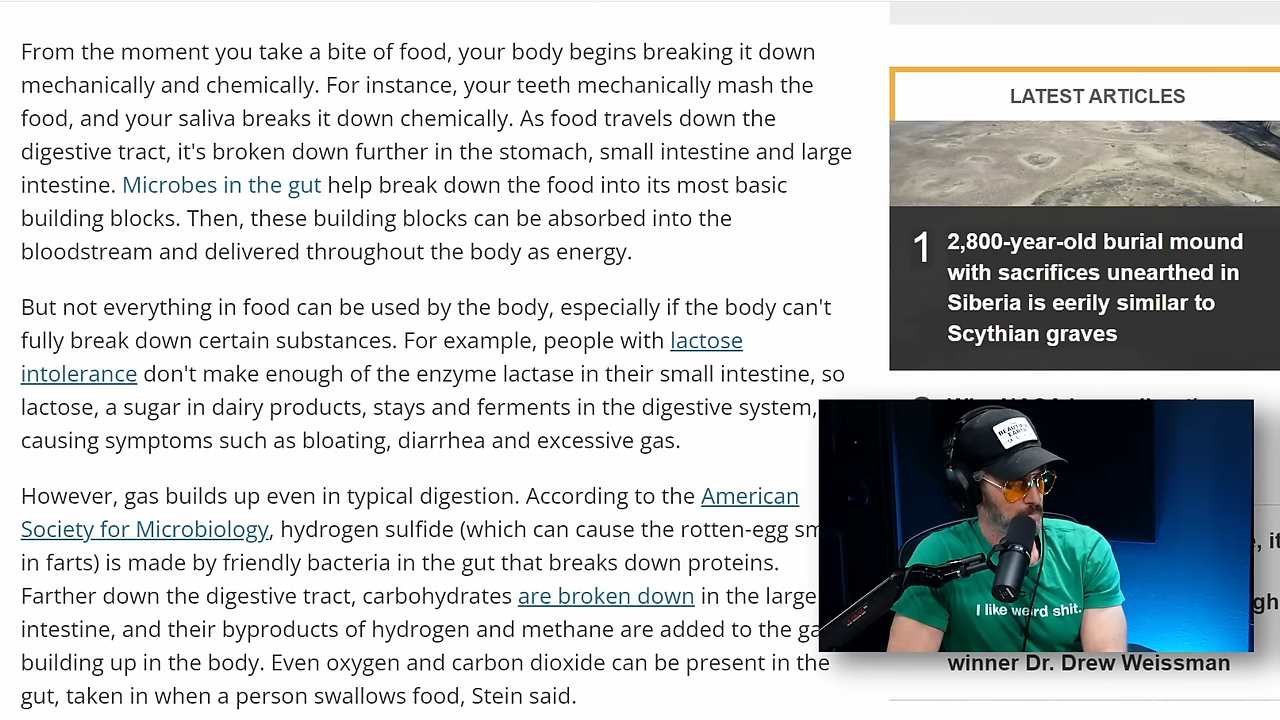 From the moment you take a bite of food, your body begins breaking it down
mechanically and chemically. For instance, your teeth mechanically mash the
food, and your saliva breaks it down chemically. As food travels down the
digestive tract, it's broken down further in the stomach, small intestine and large
intestine. Microbes in the gut help break down the food into its most basic
building blocks. Then, these building blocks can be absorbed into the
bloodstream and delivered throughout the body as energy.
But not everything in food can be used by the body, especially if the body can't
fully break down certain substances. For example, people with lactose
intolerance don't make enough of the enzyme lactase in their small intestine, so
lactose, a sugar in dairy products, stays and ferments in the digestive system,
causing symptoms such as bloating, diarrhea and excessive gas.
However, gas builds up even in typical digestion. According to the American
Society for Microbiology, hydrogen sulfide (which can cause the rotten-egg sm
in farts) is made by friendly bacteria in the gut that breaks down proteins.
Farther down the digestive tract, carbohydrates are broken down in the large
intestine, and their byproducts of hydrogen and methane are added to the ga
building up in the body. Even oxygen and carbon dioxide can be present in the
gut, taken in when a person swallows food, Stein said.
LATEST ARTICLES
1 2,800-year-old burial mound
with sacrifices unearthed in
Siberia is eerily similar to
Scythian graves
I like weird shit.
winner Dr. Drew Weissman